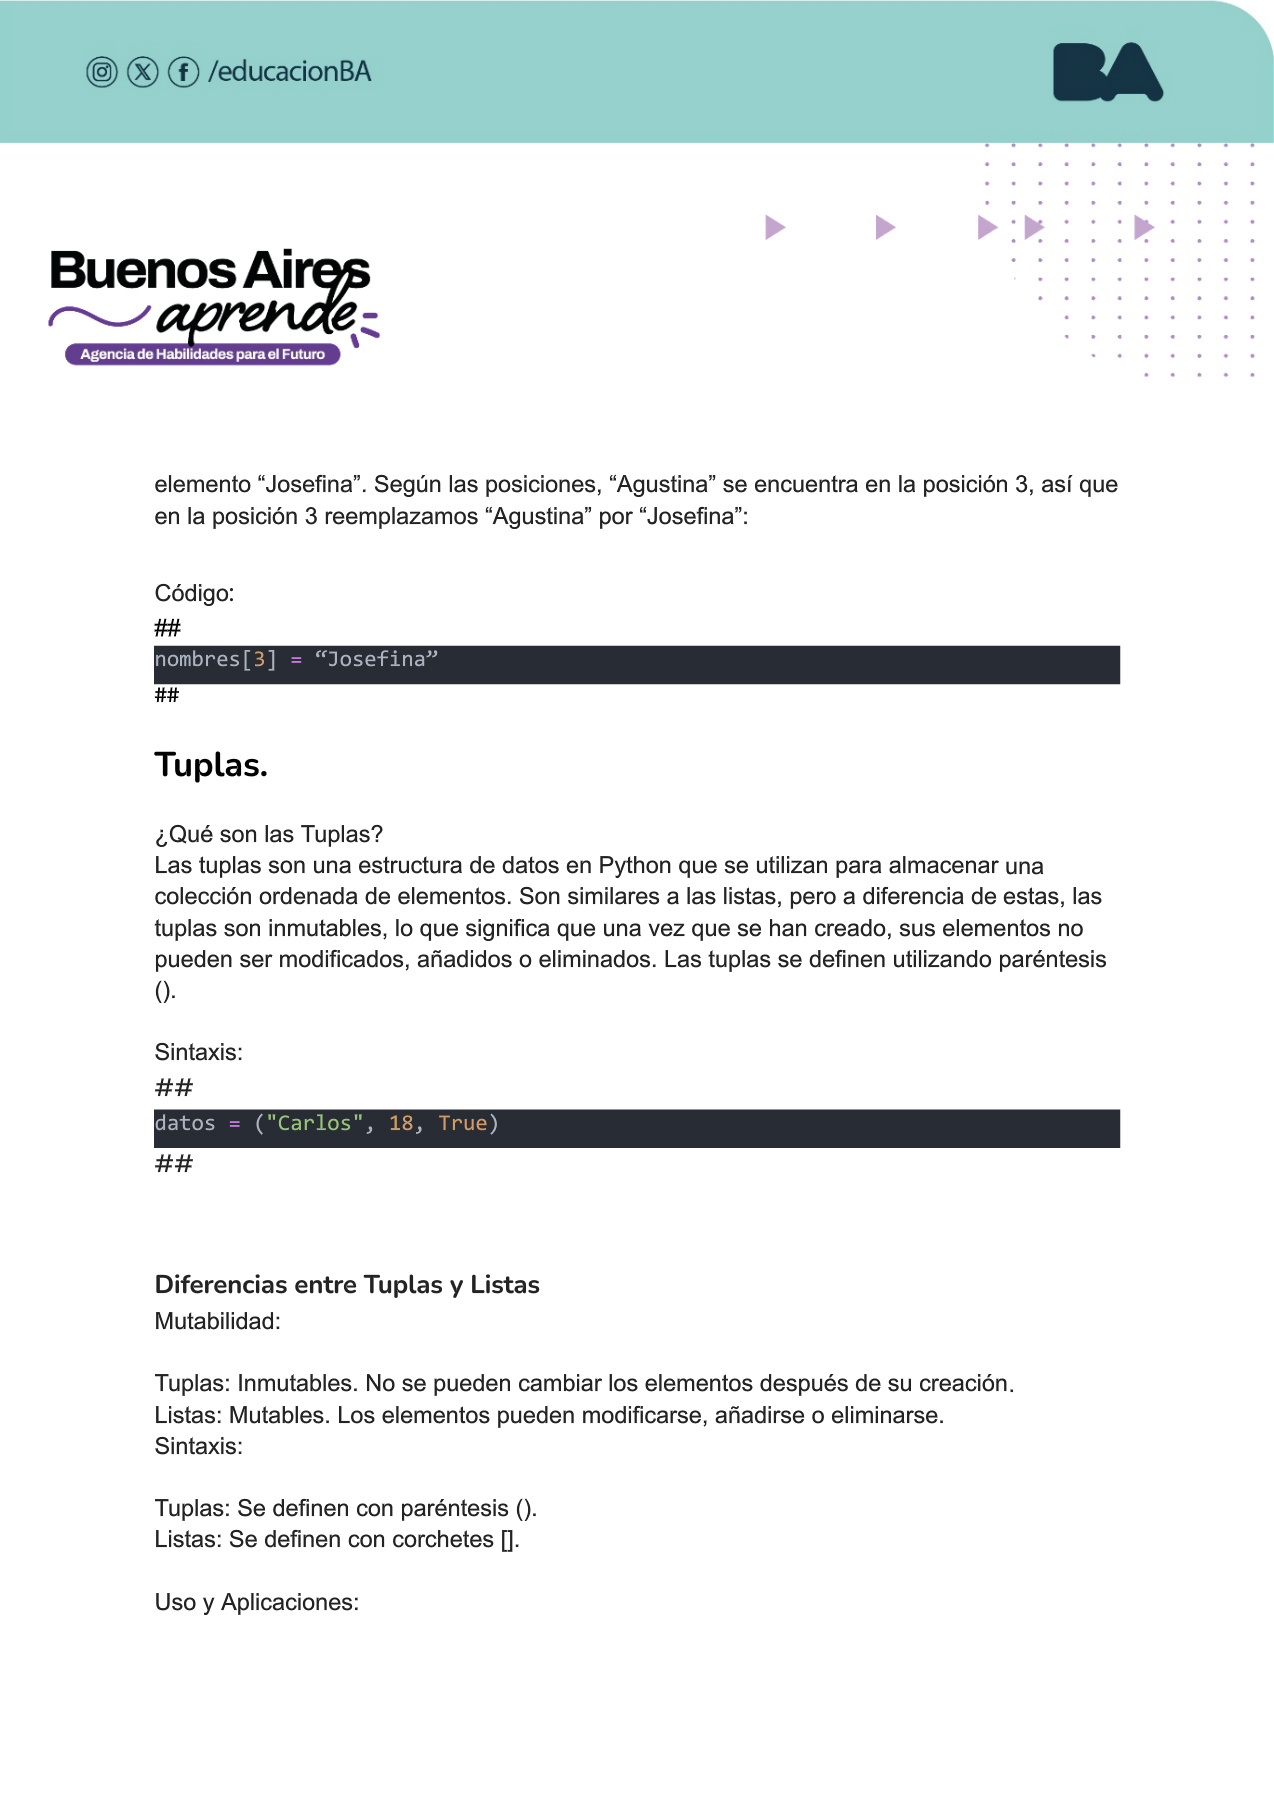 /educacionBA
BA
Buenos Aires
aprende
Agencia de Habilidades para el Futuro
elemento “Josefina”. Según las posiciones, “Agustina” se encuentra en la posición 3, así que
en la posición 3 reemplazamos “Agustina” por “Josefina”:
Código:
##
nombres[3] = “Josefina”
##
Tuplas.
¿Qué son las Tuplas?
Las tuplas son una estructura de datos en Python que se utilizan para almacenar una
colección ordenada de elementos. Son similares a las listas, pero a diferencia de estas, las
tuplas son inmutables, lo que significa que una vez que se han creado, sus elementos no
pueden ser modificados, añadidos o eliminados. Las tuplas se definen utilizando paréntesis
().
Sintaxis:
##
datos = ("Carlos", 18, True)
##
Diferencias entre Tuplas y Listas
Mutabilidad:
Tuplas: Inmutables. No se pueden cambiar los elementos después de su creación.
Listas: Mutables. Los elementos pueden modificarse, añadirse o eliminarse.
Sintaxis:
Tuplas: Se definen con paréntesis ().
Listas: Se definen con corchetes [].
Uso y Aplicaciones: